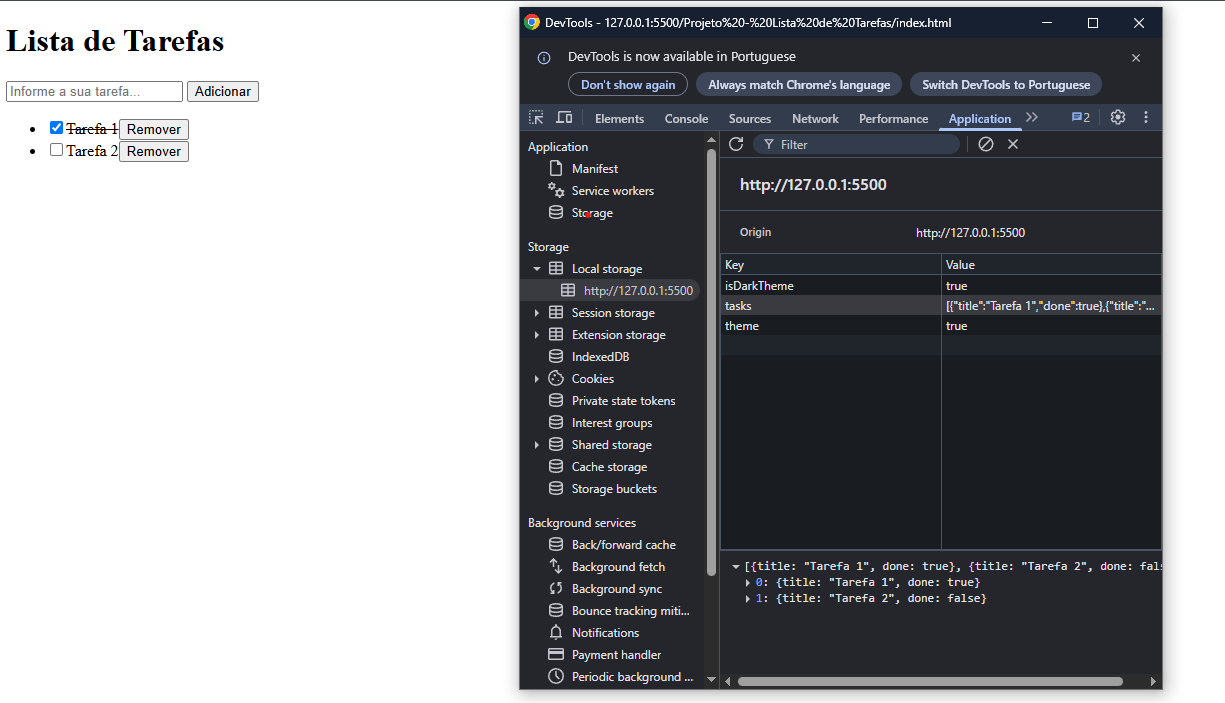 Lista de Tarefas
Informe a sua tarefa... Adicionar
Tarefa 1 Remover
Tarefa 2 Remover
DevTools - 127.0.0.1:5500/Projeto%20-%20Lista%20de%20Tarefas/index.html
DevTools is now available in Portuguese
Don't show again Always match Chrome's language Switch DevTools to Portuguese
Elements Console Sources Network Performance Application 2
Application
Manifest
Service workers
Storage
Storage
Local storage
http://127.0.0.1:5500
Session storage
Extension storage
IndexedDB
Cookies
Private state tokens
Interest groups
Shared storage
Cache storage
Storage buckets
Background services
Back/forward cache
Background fetch
Background sync
Bounce tracking miti...
Notifications
Payment handler
Periodic background ...
Filter
http://127.0.0.1:5500
Origin http://127.0.0.1:5500
Key Value
isDarkTheme true
tasks [{"title":"Tarefa 1","done":true},{"title":"...
theme true
[{title: "Tarefa 1", done: true}, {title: "Tarefa 2", done: fals
0: {title: "Tarefa 1", done: true}
1: {title: "Tarefa 2", done: false}